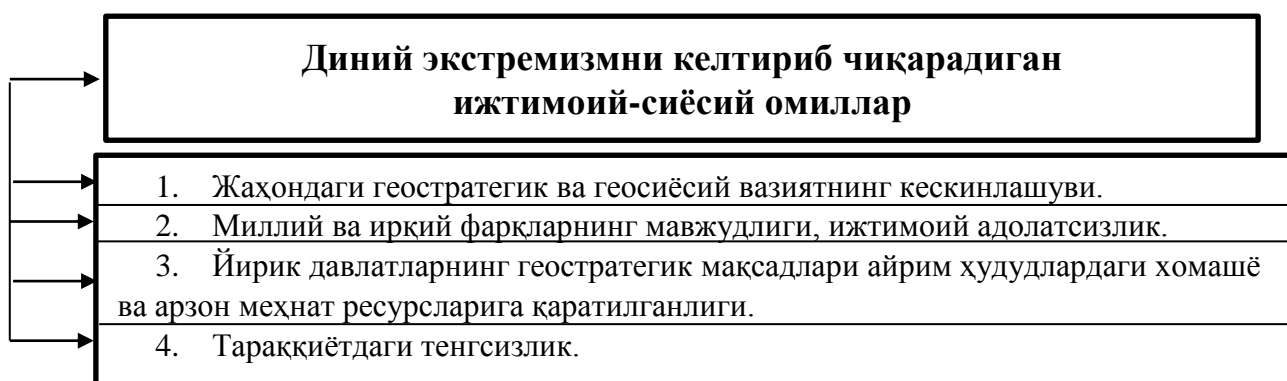 Диний экстремизмни келтириб чиқарадиган
ижтимоий-сиёсий омиллар
1. Жаҳондаги геостратегик ва геосиёсий вазиятнинг кескинлашуви.
2. Миллий ва ирқий фарқларнинг мавжудлиги, ижтимоий адолатсизлик.
3. Йирик давлатларнинг геостратегик мақсадлари айрим ҳудудлардаги хомашё
ва арзон меҳнат ресурсларига қаратилганлиги.
4. Тараққиётдаги тенгсизлик.